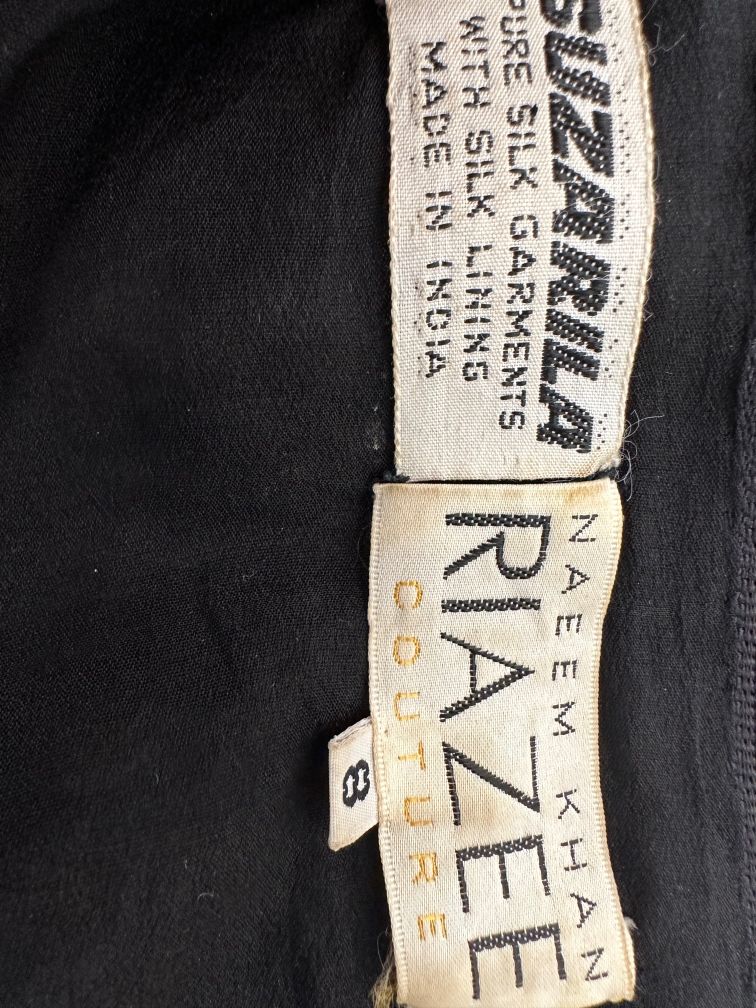 SUZARILA
PURE SILK GARMENTS
WITH SILK LINING
MADE IN INDIA
NAEEM KHAN
RIAZEE
COUTURE
8